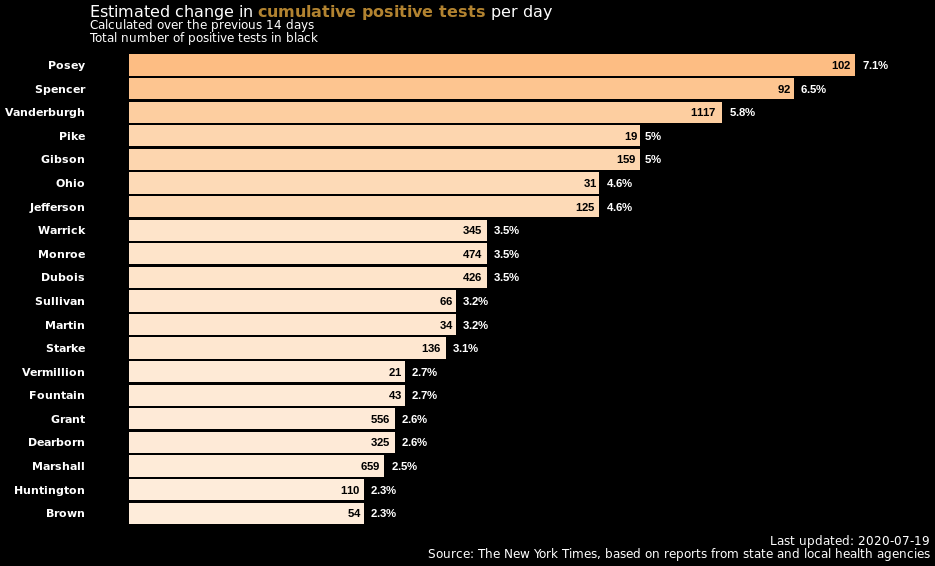 Estimated change in cumulative positive tests per day
Calculated over the previous 14 days
Total number of positive tests in black
Posey 102 7.1%
Spencer 92 6.5%
Vanderburgh 1117 5.8%
Pike 19 5%
Gibson 159 5%
Ohio 31 4.6%
Jefferson 125 4.6%
Warrick 345 3.5%
Monroe 474 3.5%
Dubois 426 3.5%
Sullivan 66 3.2%
Martin 34 3.2%
Starke 136 3.1%
Vermillion 21 2.7%
Fountain 43 2.7%
Grant 556 2.6%
Dearborn 325 2.6%
Marshall 659 2.5%
Huntington 110 2.3%
Brown 54 2.3%
Last updated: 2020-07-19
Source: The New York Times, based on reports from state and local health agencies